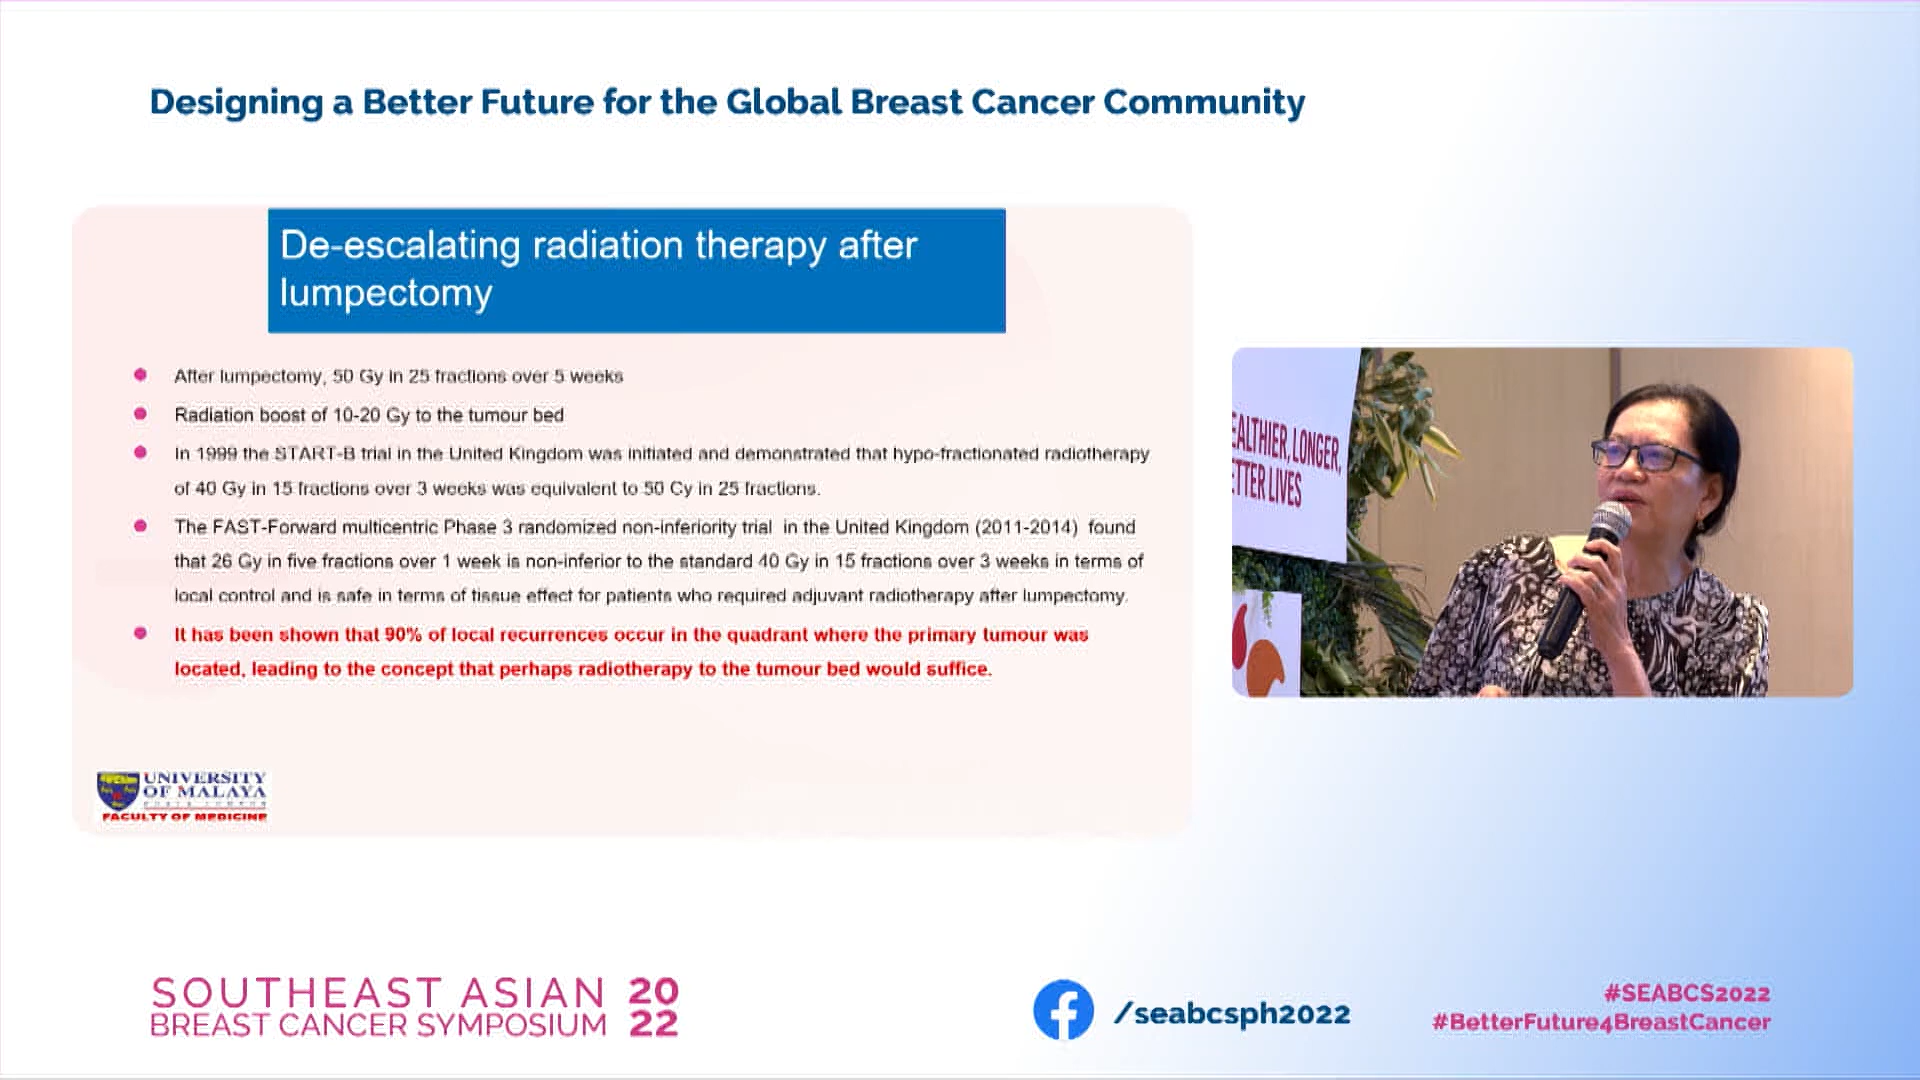 Designing a Better Future for the Global Breast Cancer Community
De-escalating radiation therapy after
lumpectomy
After lumpectomy, 50 Gy in 25 fractions over 5 weeks
Radiation boost of 10-20 Gy to the tumour bed
In 1999 the START-B trial in the United Kingdom was initiated and demonstrated that hypo-fractionated radiotherapy
of 40 Gy in 15 fractions over 3 weeks was equivalent to 50 Gy in 25 fractions.
The FAST-Forward multicentric Phase 3 randomized non-inferiority trial in the United Kingdom (2011-2014) found
that 26 Gy in five fractions over 1 week is non-inferior to the standard 40 Gy in 15 fractions over 3 weeks in terms of
local control and is safe in terms of tissue effect for patients who required adjuvant radiotherapy after lumpectomy.
It has been shown that 90% of local recurrences occur in the quadrant where the primary tumour was
located, leading to the concept that perhaps radiotherapy to the tumour bed would suffice.
UNIVERSITY
OF MALAYA
FACULTY OF MEDICINE
EALTHIER, LONGER,
ETTER LIVES
SOUTHEAST ASIAN 20
BREAST CANCER SYMPOSIUM 22
/seabcsph2022
#SEABCS2022
#BetterFuture4BreastCancer